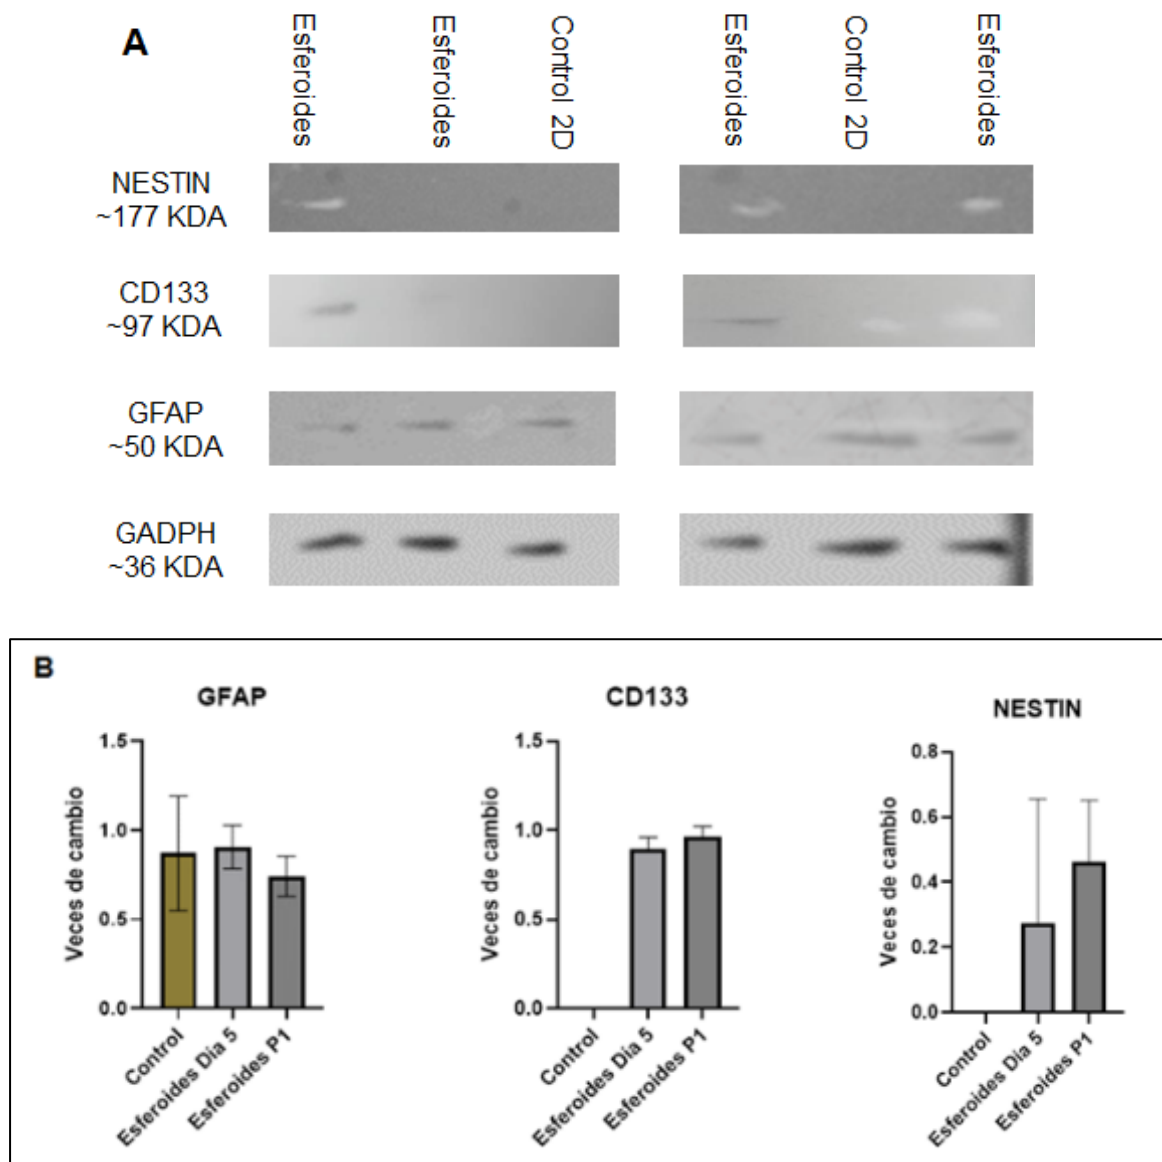 A
Esferoides
Esferoides
Control 2D
Esferoides
Control 2D
Esferoides
NESTIN
~177 KDA
CD133
~97 KDA
GFAP
~50 KDA
GADPH
~36 KDA
B
GFAP
Veces de cambio
1.5
1.0
0.5
0.0
Control
Esferoides Día 5
Esferoides P1
CD133
Veces de cambio
1.5
1.0
0.5
0.0
Control
Esferoides Día 5
Esferoides P1
NESTIN
Veces de cambio
0.8
0.6
0.4
0.2
0.0
Control
Esferoides Día 5
Esferoides P1